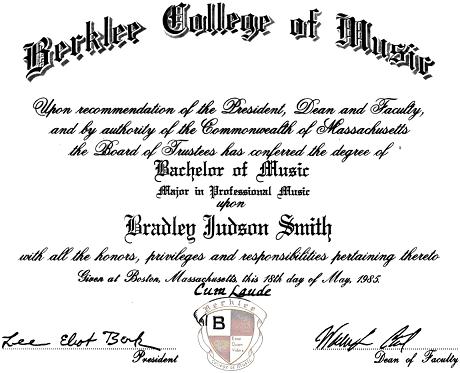 Berklee College of Music
Upon recommendation of the President, Dean and Faculty,
and by authority of the Commonwealth of Massachusetts
the Board of Trustees has conferred the degree of
Bachelor of Music
Major in Professional Music
upon
Bradley Judson Smith
with all the honors, privileges and responsibilities pertaining thereto
Given at Boston, Massachusetts, this 18th day of May, 1985.
Cum Laude
Berklee
B
College of Music
Lee Eliot Berk
President
Dean of Faculty